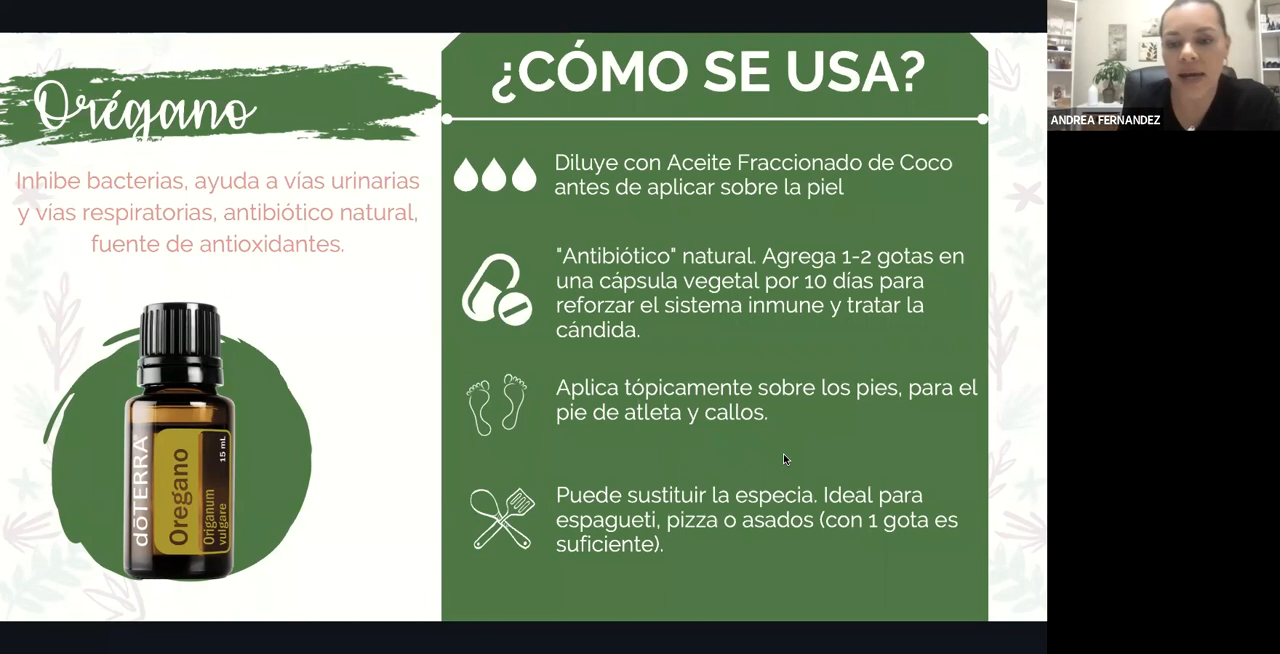 Orégano
Inhibe bacterias, ayuda a vías urinarias
y vías respiratorias, antibiótico natural,
fuente de antioxidantes.
dōTERRA
Oregano
Origanum
vulgare
15 mL
¿CÓMO SE USA?
Diluye con Aceite Fraccionado de Coco
antes de aplicar sobre la piel
"Antibiótico" natural. Agrega 1-2 gotas en
una cápsula vegetal por 10 días para
reforzar el sistema inmune y tratar la
cándida.
Aplica tópicamente sobre los pies, para el
pie de atleta y callos.
Puede sustituir la especia. Ideal para
espagueti, pizza o asados (con 1 gota es
suficiente).
ANDREA FERNANDEZ